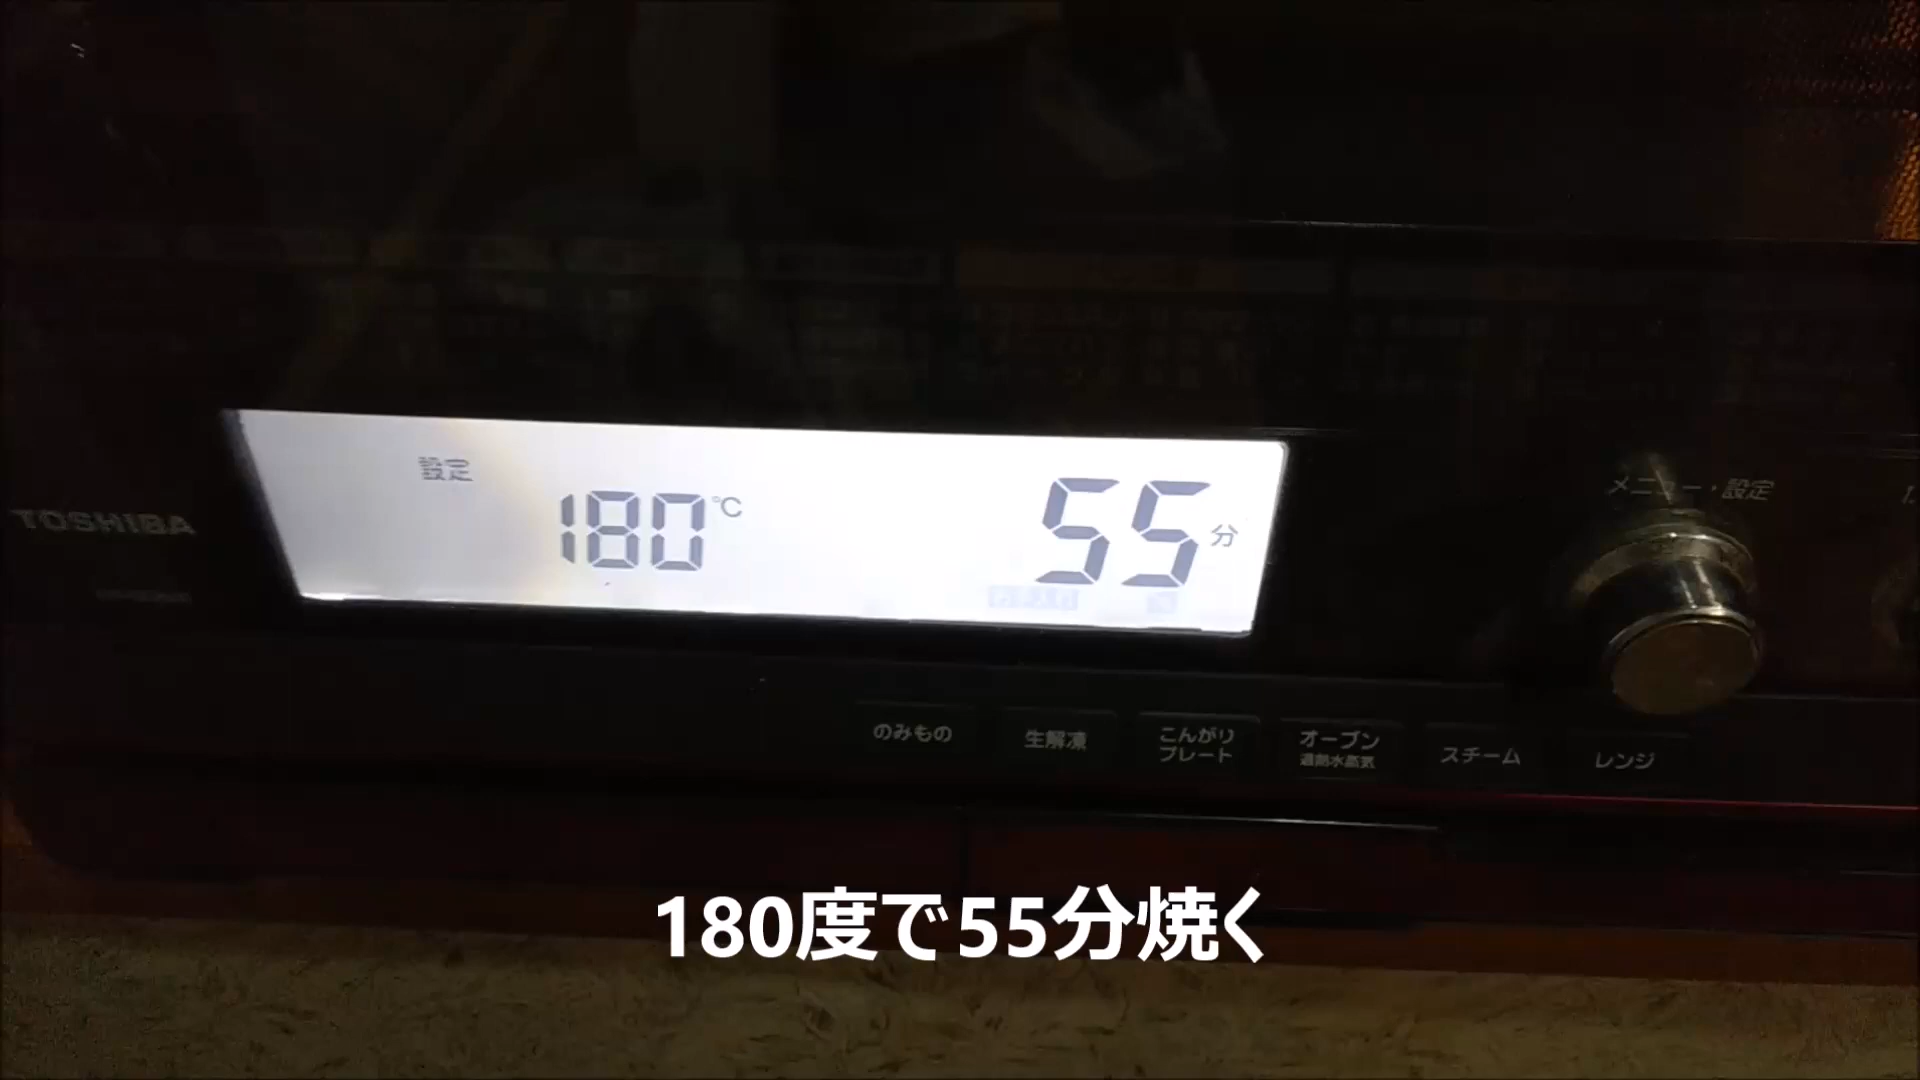 設定
180℃
55分
TOSHIBA
メニュー・設定
のみもの
生解凍
こんがり
プレート
オーブン
過熱水蒸気
スチーム
レンジ
180度で55分焼く